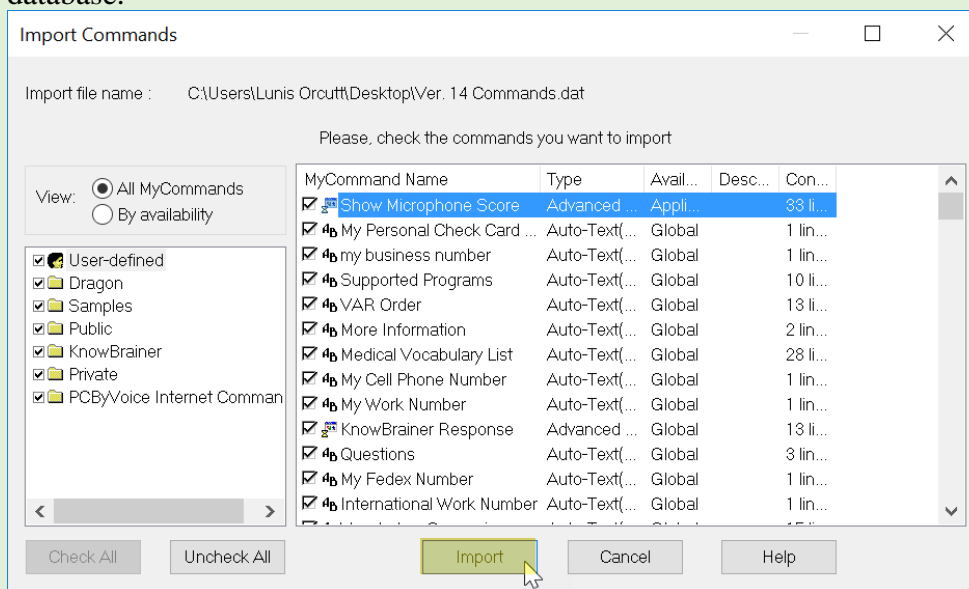 database.
Import Commands
Import file name : C:\Users\Lunis Orcutt\Desktop\Ver. 14 Commands.dat
Please, check the commands you want to import
View: All MyCommands
By availability
User-defined
Dragon
Samples
Public
KnowBrainer
Private
PCByVoice Internet Comman
MyCommand Name Type Avail... Desc... Con...
Show Microphone Score Advanced ... Appli... 33 li...
My Personal Check Card ... Auto-Text(... Global 1 lin...
my business number Auto-Text(... Global 1 lin...
Supported Programs Auto-Text(... Global 10 li...
VAR Order Auto-Text(... Global 13 li...
More Information Auto-Text(... Global 2 lin...
Medical Vocabulary List Auto-Text(... Global 28 li...
My Cell Phone Number Auto-Text(... Global 1 lin...
My Work Number Auto-Text(... Global 1 lin...
KnowBrainer Response Advanced ... Global 13 li...
Questions Auto-Text(... Global 3 lin...
My Fedex Number Auto-Text(... Global 1 lin...
International Work Number Auto-Text(... Global 1 lin...
Check All Uncheck All Import Cancel Help